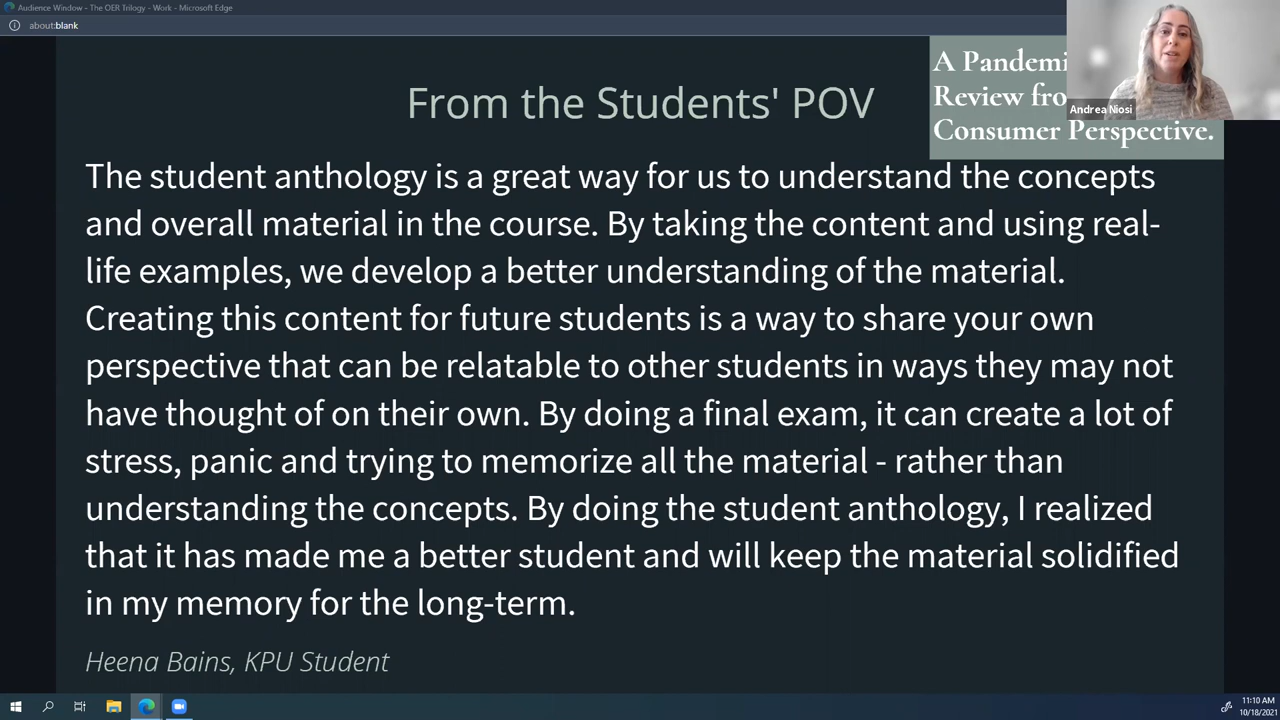 Audience Window - The OER Trilogy - Work - Microsoft Edge
about:blank
From the Students' POV
A Pandemi
Review fro
Consumer Perspective.
Andrea Niosi
The student anthology is a great way for us to understand the concepts
and overall material in the course. By taking the content and using real-
life examples, we develop a better understanding of the material.
Creating this content for future students is a way to share your own
perspective that can be relatable to other students in ways they may not
have thought of on their own. By doing a final exam, it can create a lot of
stress, panic and trying to memorize all the material - rather than
understanding the concepts. By doing the student anthology, I realized
that it has made me a better student and will keep the material solidified
in my memory for the long-term.
Heena Bains, KPU Student
11:10 AM
10/18/2021